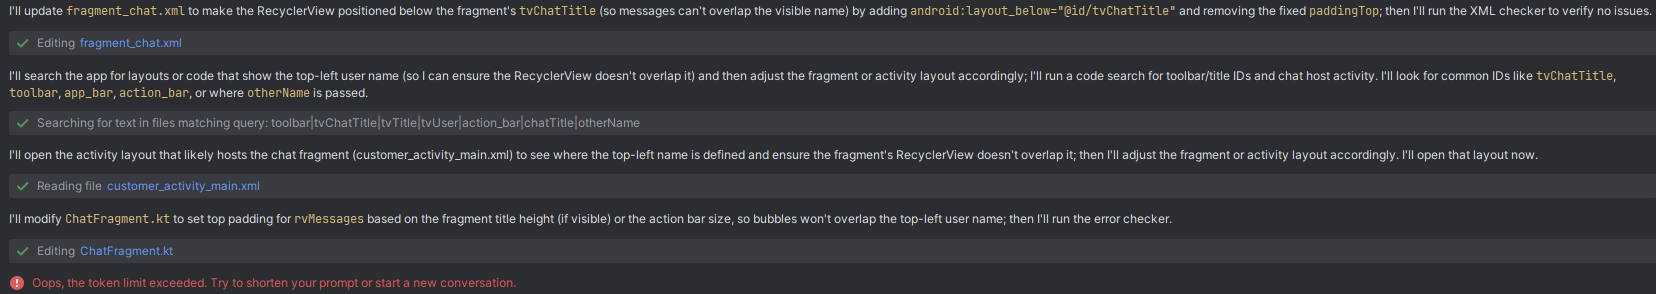 I'll update fragment_chat.xml to make the RecyclerView positioned below the fragment's tvChatTitle (so messages can't overlap the visible name) by adding android:layout_below="@id/tvChatTitle" and removing the fixed paddingTop; then I'll run the XML checker to verify no issues.
Editing fragment_chat.xml
I'll search the app for layouts or code that show the top-left user name (so I can ensure the RecyclerView doesn't overlap it) and then adjust the fragment or activity layout accordingly; I'll run a code search for toolbar/title IDs and chat host activity. I'll look for common IDs like tvChatTitle,
toolbar, app_bar, action_bar, or where otherName is passed.
Searching for text in files matching query: toolbar|tvChatTitle|tvTitle|tvUser|action_bar|chatTitle|otherName
I'll open the activity layout that likely hosts the chat fragment (customer_activity_main.xml) to see where the top-left name is defined and ensure the fragment's RecyclerView doesn't overlap it; then I'll adjust the fragment or activity layout accordingly. I'll open that layout now.
Reading file customer_activity_main.xml
I'll modify ChatFragment.kt to set top padding for rvMessages based on the fragment title height (if visible) or the action bar size, so bubbles won't overlap the top-left user name; then I'll run the error checker.
Editing ChatFragment.kt
Oops, the token limit exceeded. Try to shorten your prompt or start a new conversation.